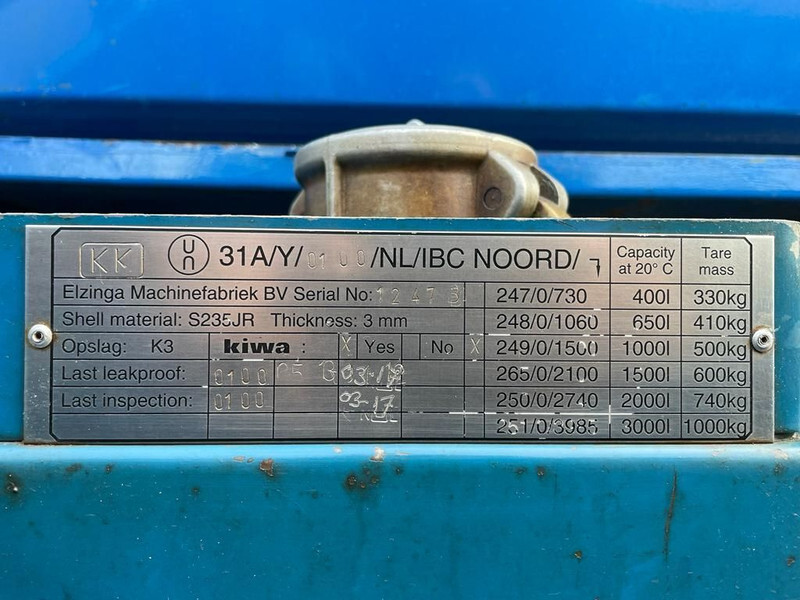 KK UN 31A/Y/0100/NL/IBC NOORD/ Capacity at 20° C Tare mass
Elzinga Machinefabriek BV Serial No: 12473 247/0/730 400l 330kg
Shell material: S235JR Thickness: 3 mm 248/0/1060 650l 410kg
Opslag: K3 kiwa : X Yes No X 249/0/1500 1000l 500kg
Last leakproof: 0100 265/0/2100 1500l 600kg
Last inspection: 0100 03-17 250/0/2740 2000l 740kg
251/0/3985 3000l 1000kg